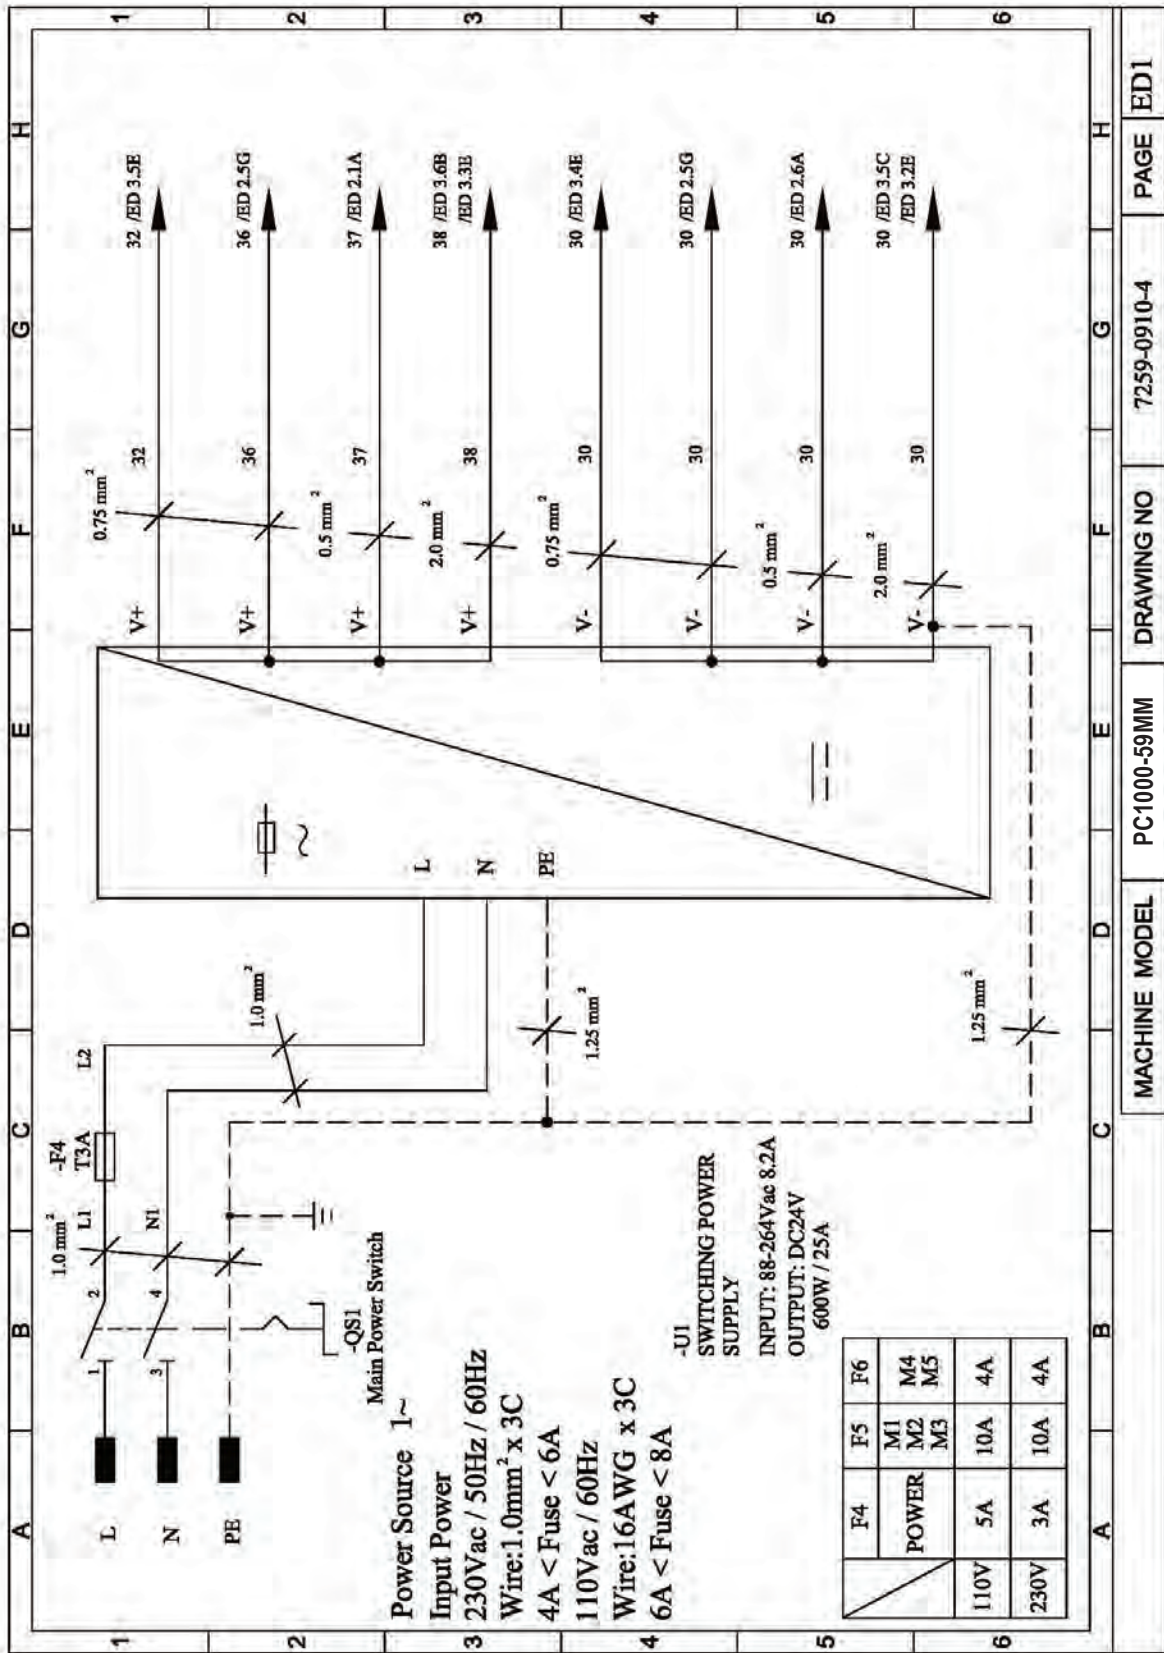 A B C D E F G H
1
2
3
4
5
6
L
N
PE
1
2
3
4
1.0 mm²
L1
N1
-F4
T3A
L2
1.0 mm²
-QS1
Main Power Switch
L
N
PE
~
1.25 mm²
1.25 mm²
V+
V+
V+
V+
V-
V-
V-
V-
0.75 mm²
0.5 mm²
2.0 mm²
0.75 mm²
0.5 mm²
2.0 mm²
32
36
37
38
30
30
30
30
32 /ED 3.5E
36 /ED 2.5G
37 /ED 2.1A
38 /ED 3.6B
/ED 3.3E
30 /ED 3.4E
30 /ED 2.5G
30 /ED 2.6A
30 /ED 3.5C
/ED 3.2E
Power Source 1~
Input Power
230Vac / 50Hz / 60Hz
Wire:1.0mm² x 3C
4A < Fuse < 6A
110Vac / 60Hz
Wire:16AWG x 3C
6A < Fuse < 8A
-U1
SWITCHING POWER
SUPPLY
INPUT: 88-264Vac 8.2A
OUTPUT: DC24V
600W / 25A
F4 F5 F6
POWER M1 M2 M3 M4 M5
110V 5A 10A 4A
230V 3A 10A 4A
1
2
3
4
5
6
A B C D E F G H
MACHINE MODEL PC1000-59MM DRAWING NO 7259-0910-4 PAGE ED1